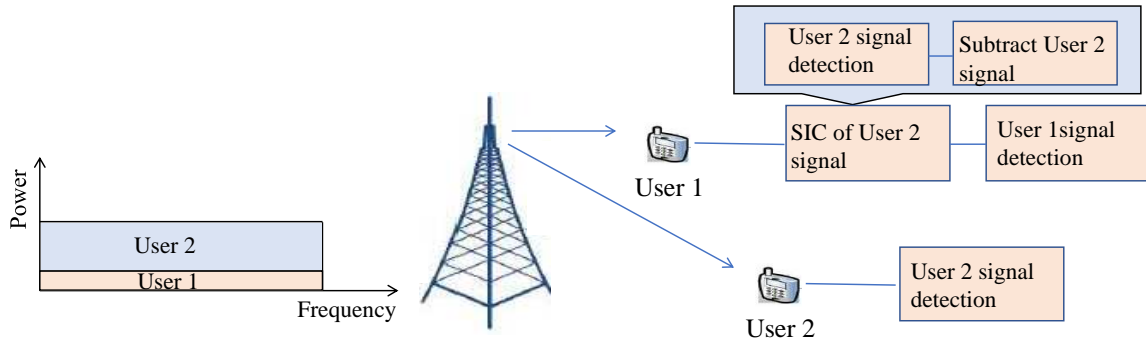 User 2 signal
detection
Subtract User 2
signal
SIC of User 2
signal
User 1signal
detection
User 1
Power
User 2
User 1
Frequency
User 2 signal
detection
User 2